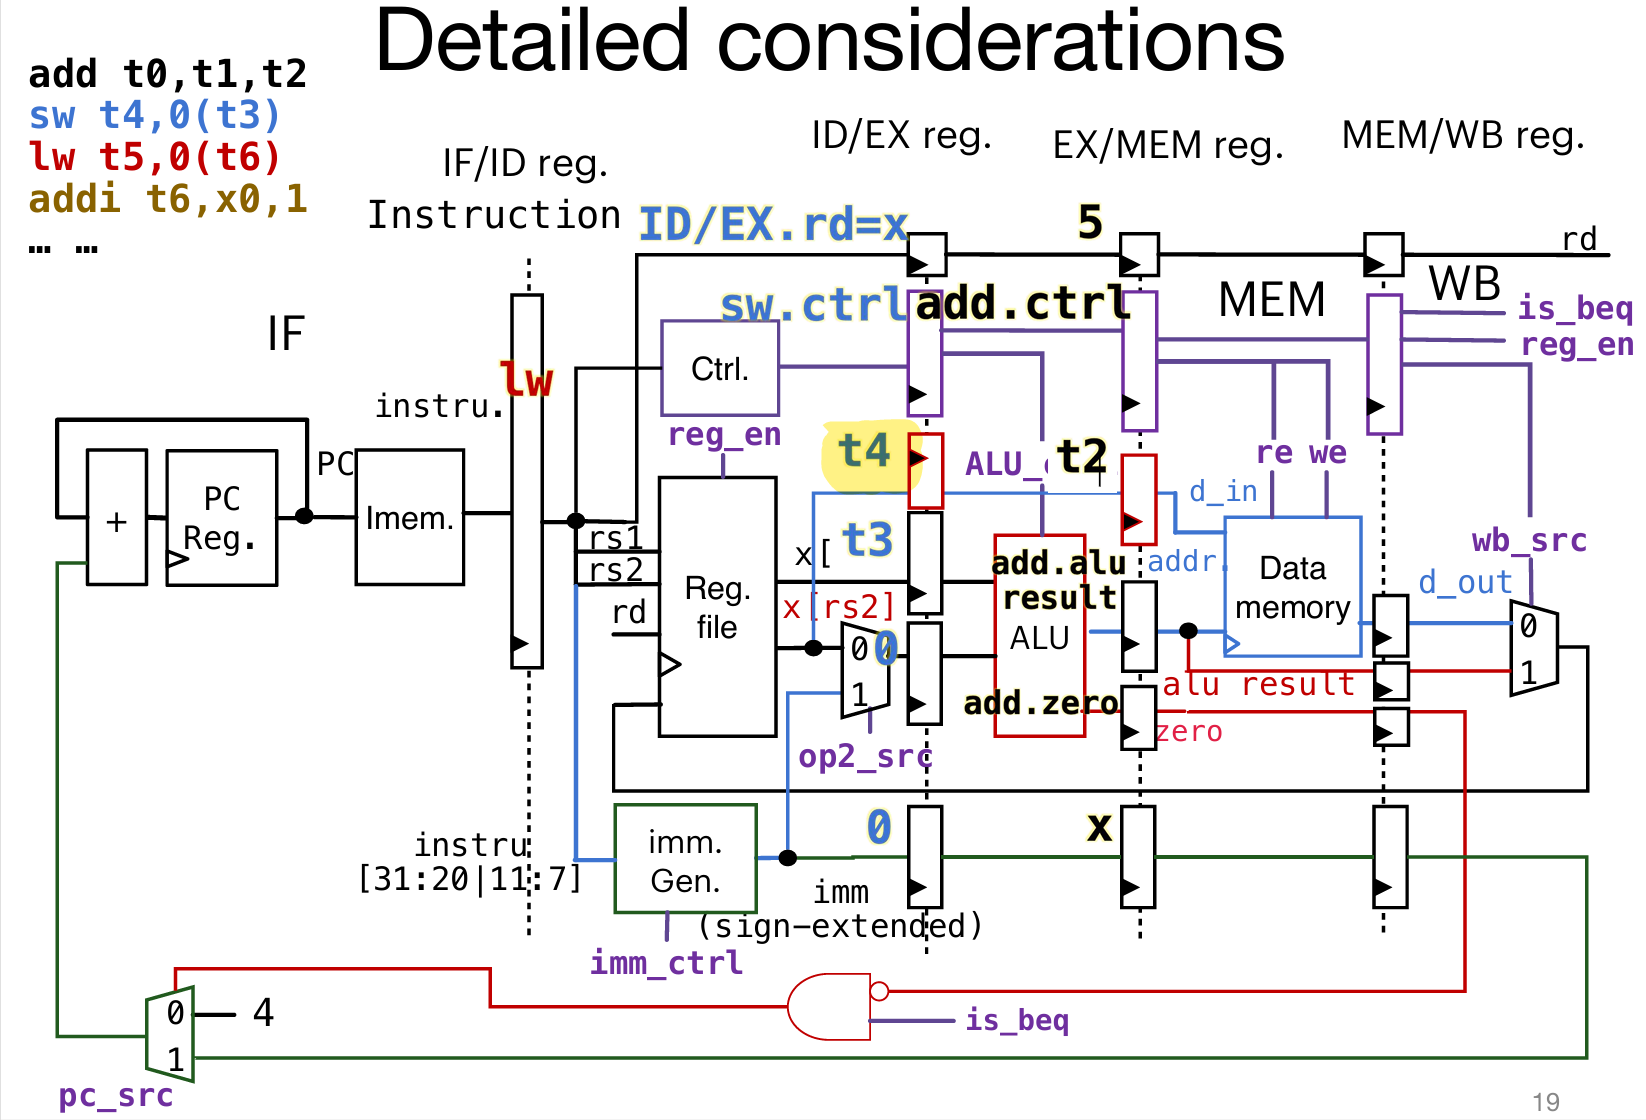 Detailed considerations
add t0,t1,t2
sw t4,0(t3)
lw t5,0(t6)
addi t6,x0,1
… …
IF/ID reg.
ID/EX reg.
EX/MEM reg.
MEM/WB reg.
Instruction
ID/EX.rd=x
5
rd
sw.ctrl
add.ctrl
MEM
WB
is_beq
reg_en
IF
lw
instru.
Ctrl.
reg_en
t4
ALU_
t2
re we
d_in
PC
+
PC
Reg.
Imem.
rs1
rs2
rd
Reg.
file
x[
t3
x[rs2]
0
0
1
op2_src
add.alu
result
ALU
add.zero
addr.
Data
memory
alu result
zero
d_out
wb_src
0
1
instru
[31:20|11:7]
imm.
Gen.
0
x
imm
(sign-extended)
imm_ctrl
0
4
1
pc_src
is_beq
19